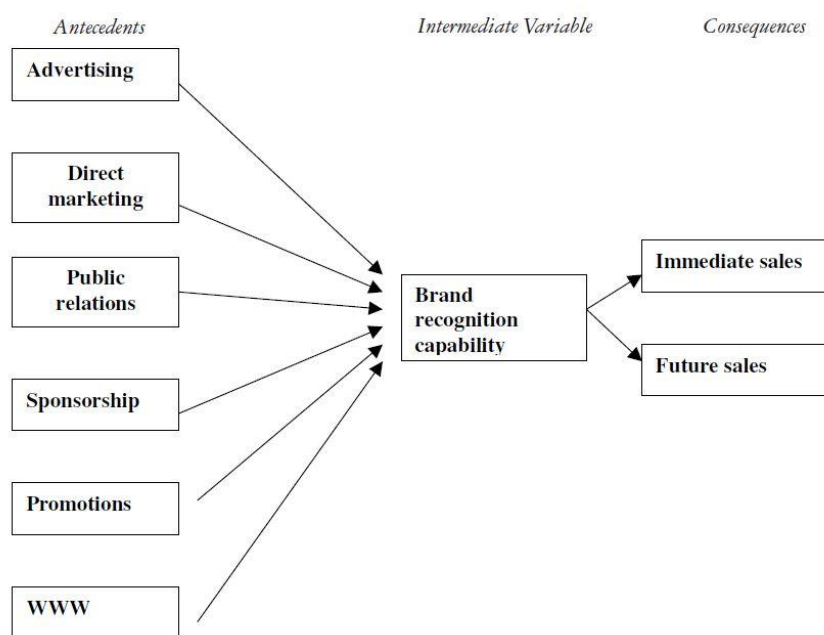 Antecedents
Intermediate Variable
Consequences
Advertising
Direct
marketing
Public
relations
Sponsorship
Promotions
WWW
Brand
recognition
capability
Immediate sales
Future sales